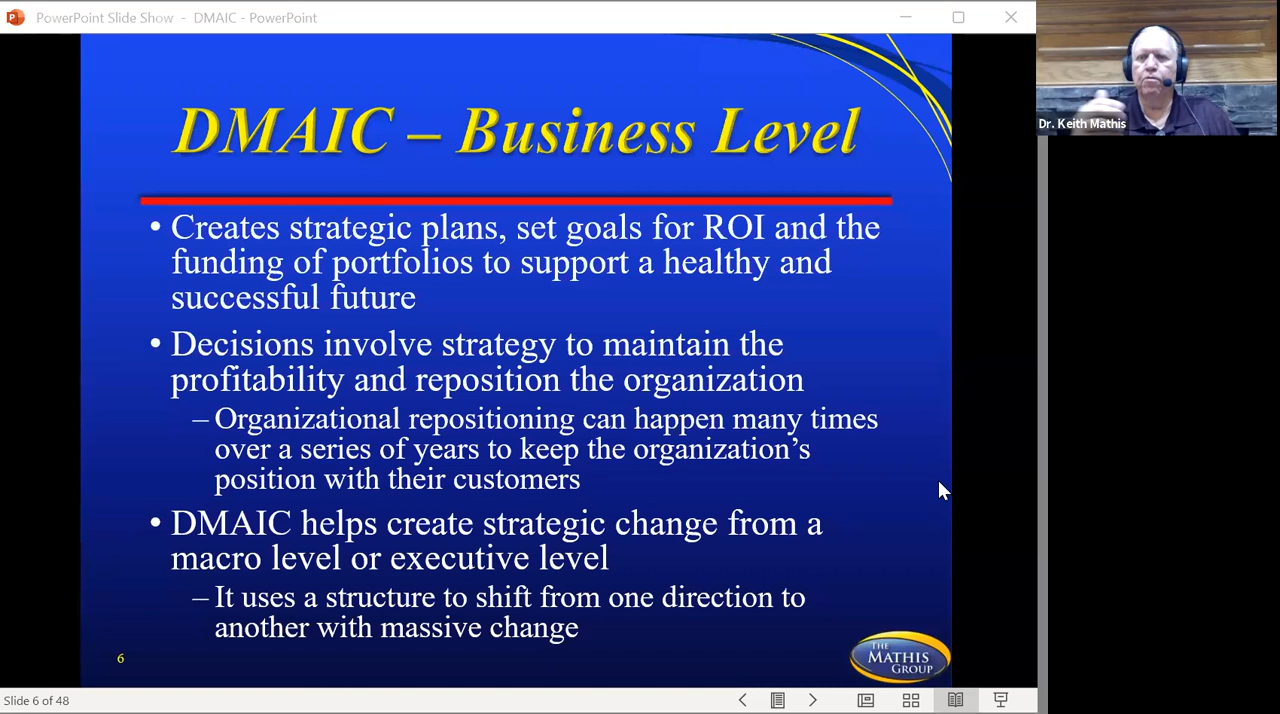 PowerPoint Slide Show - DMAIC - PowerPoint
DMAIC – Business Level
• Creates strategic plans, set goals for ROI and the
funding of portfolios to support a healthy and
successful future
• Decisions involve strategy to maintain the
profitability and reposition the organization
– Organizational repositioning can happen many times
over a series of years to keep the organization’s
position with their customers
• DMAIC helps create strategic change from a
macro level or executive level
– It uses a structure to shift from one direction to
another with massive change
6
THE
MATHIS
GROUP
Slide 6 of 48
Dr. Keith Mathis